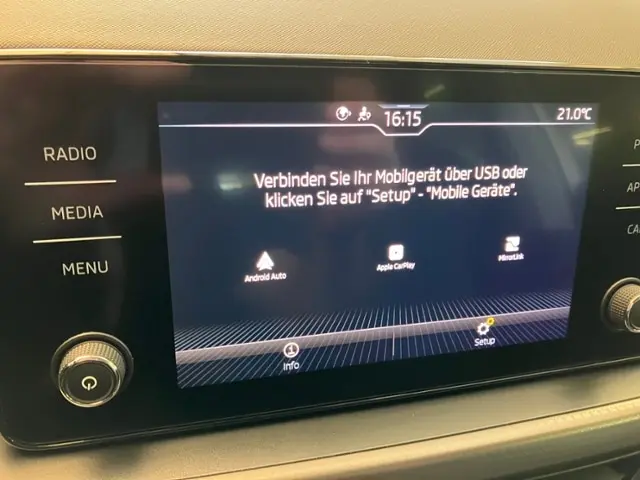 16:15
21.0°C
RADIO
MEDIA
MENU
Verbinden Sie Ihr Mobilgerät über USB oder
klicken Sie auf "Setup" - "Mobile Geräte".
Android Auto
Apple CarPlay
MirrorLink
Info
Setup